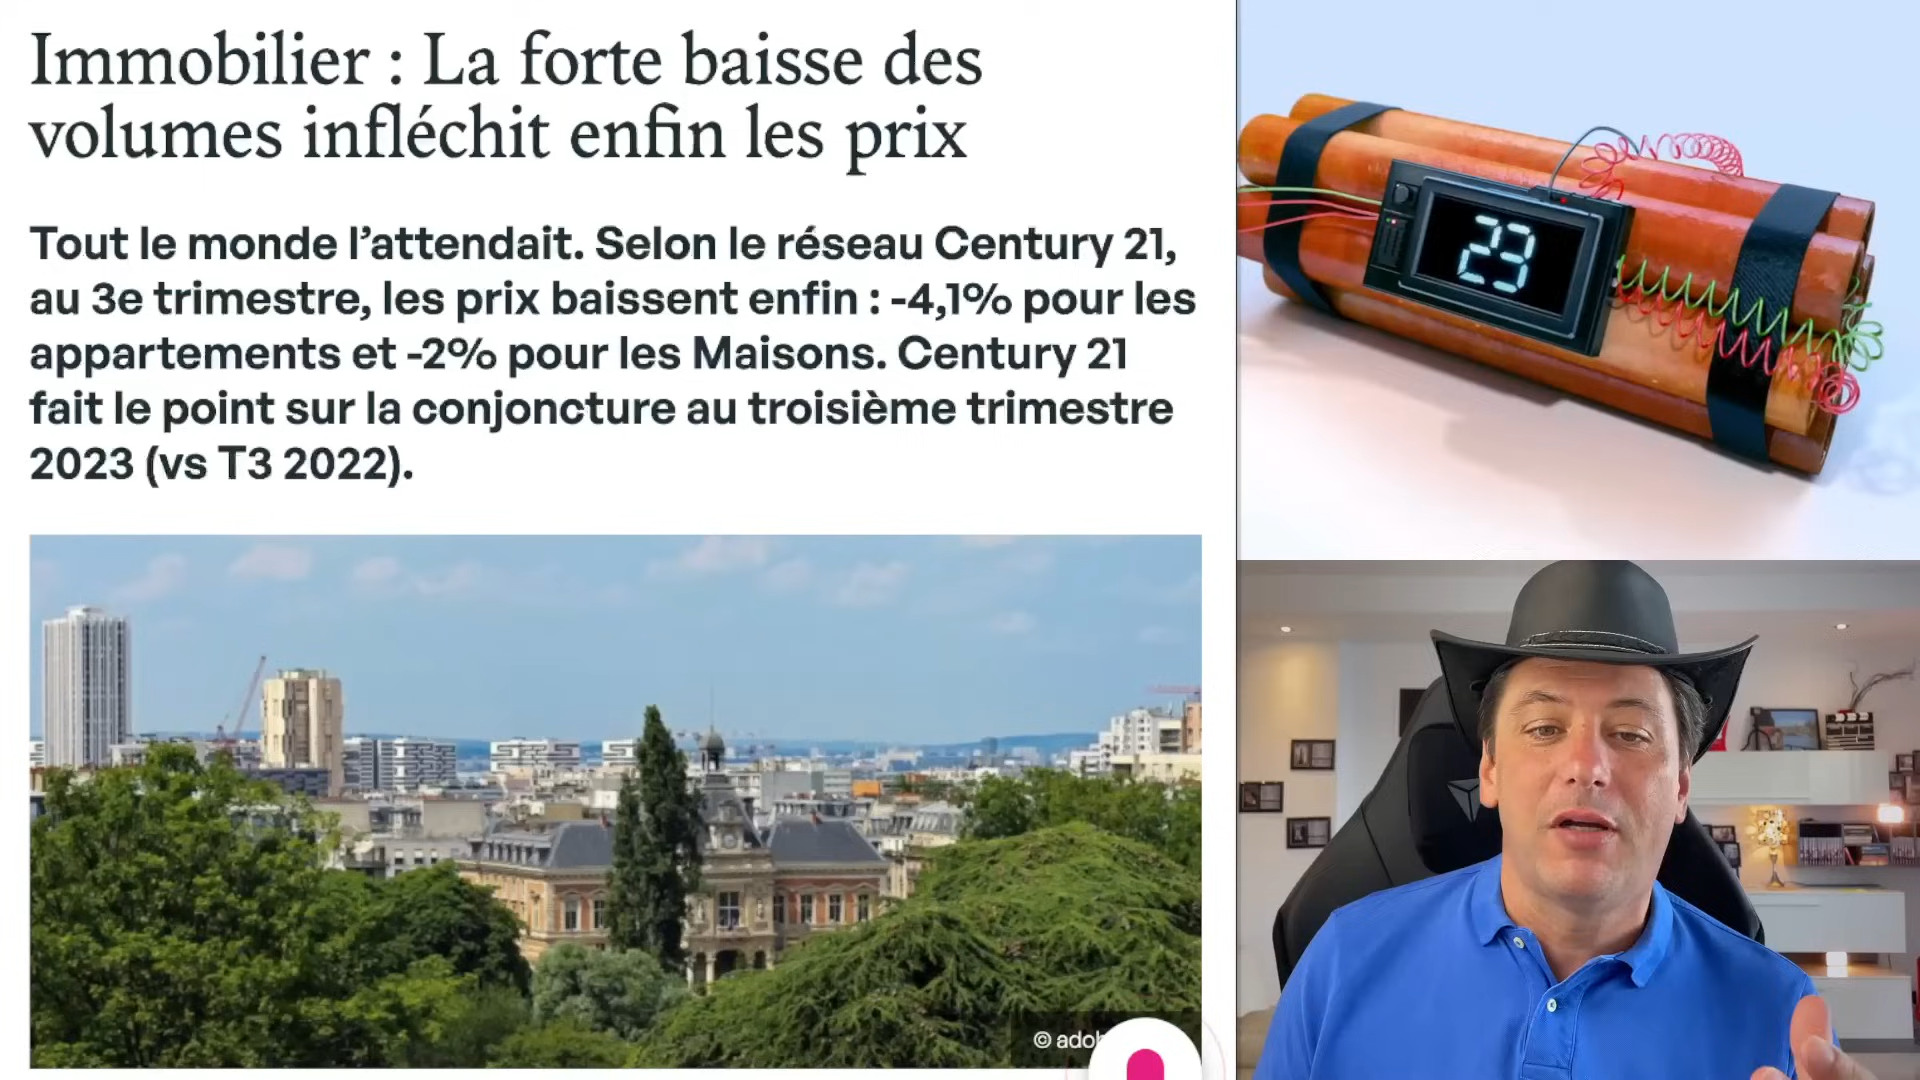 Immobilier : La forte baisse des
volumes infléchit enfin les prix
Tout le monde l’attendait. Selon le réseau Century 21,
au 3e trimestre, les prix baissent enfin : -4,1% pour les
appartements et -2% pour les Maisons. Century 21
fait le point sur la conjoncture au troisième trimestre
2023 (vs T3 2022).
23
©